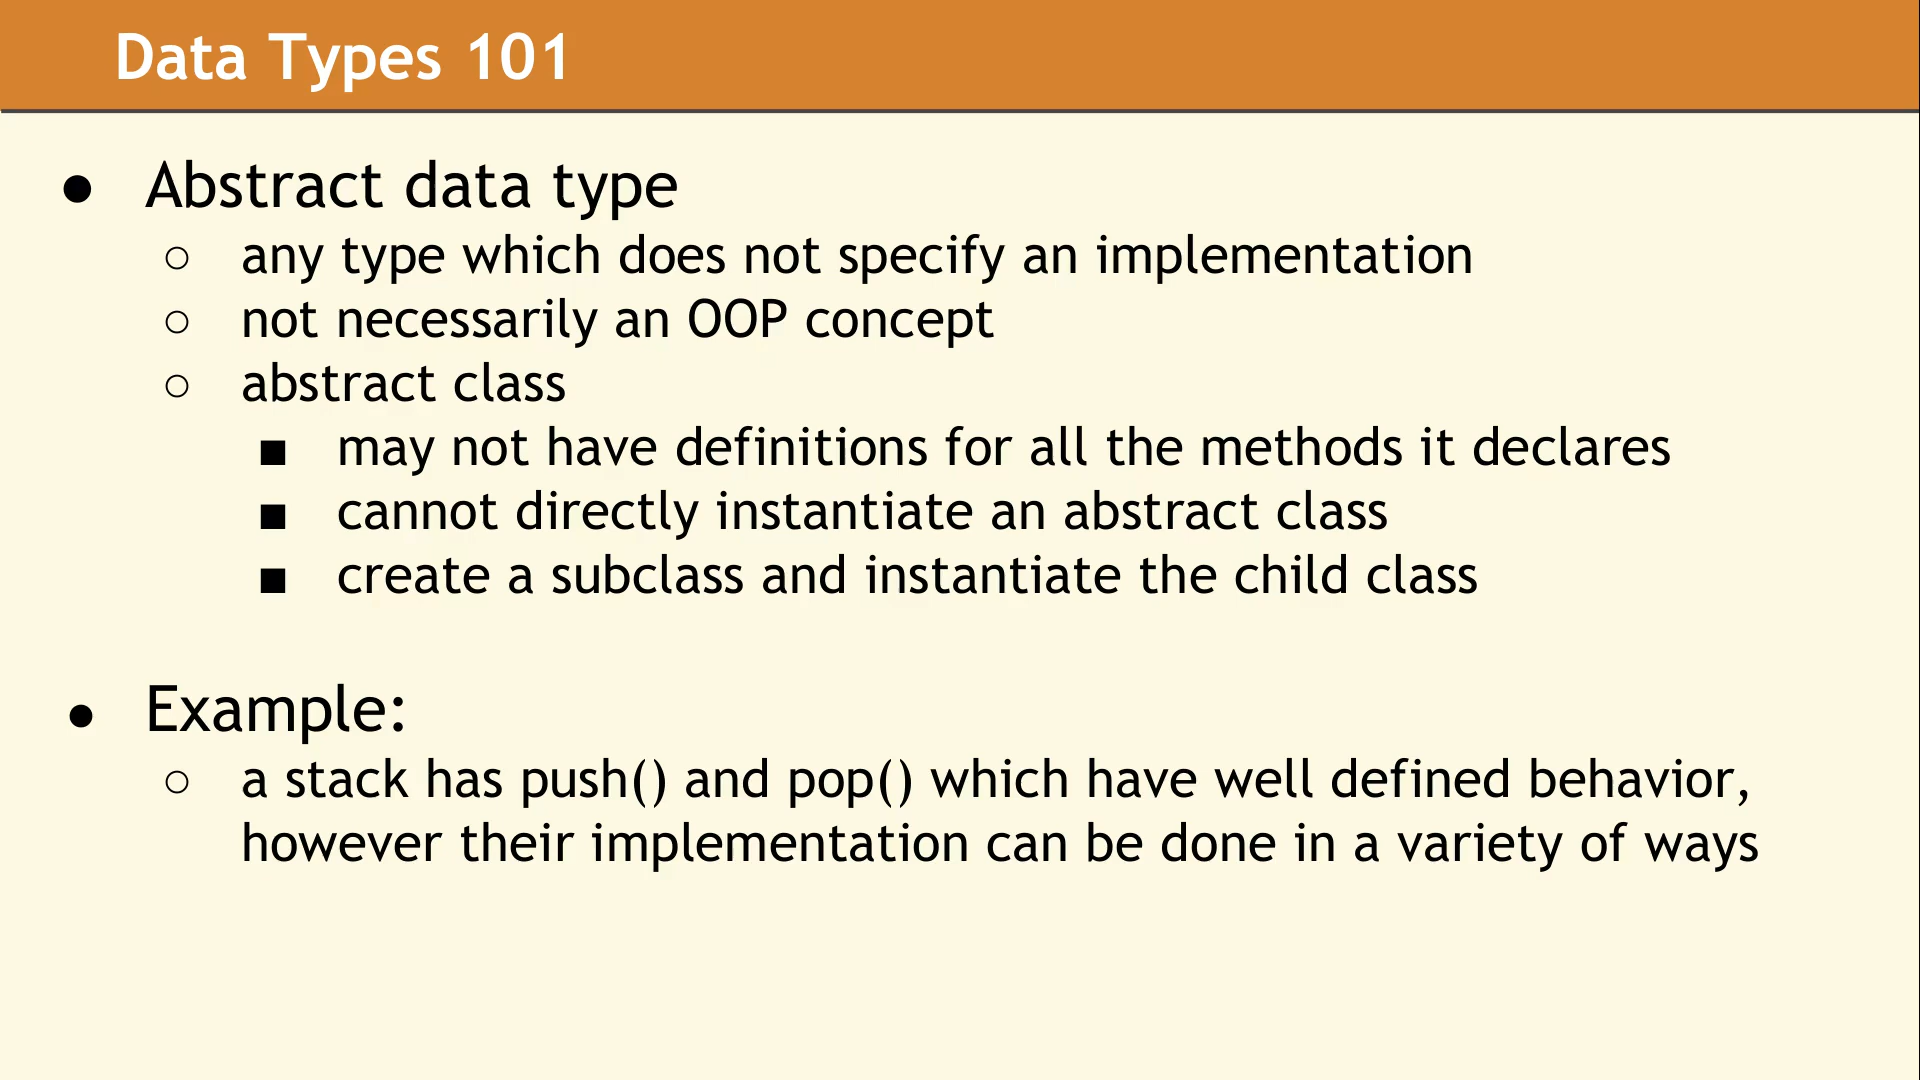 Data Types 101
● Abstract data type
○ any type which does not specify an implementation
○ not necessarily an OOP concept
○ abstract class
■ may not have definitions for all the methods it declares
■ cannot directly instantiate an abstract class
■ create a subclass and instantiate the child class
● Example:
○ a stack has push() and pop() which have well defined behavior,
however their implementation can be done in a variety of ways